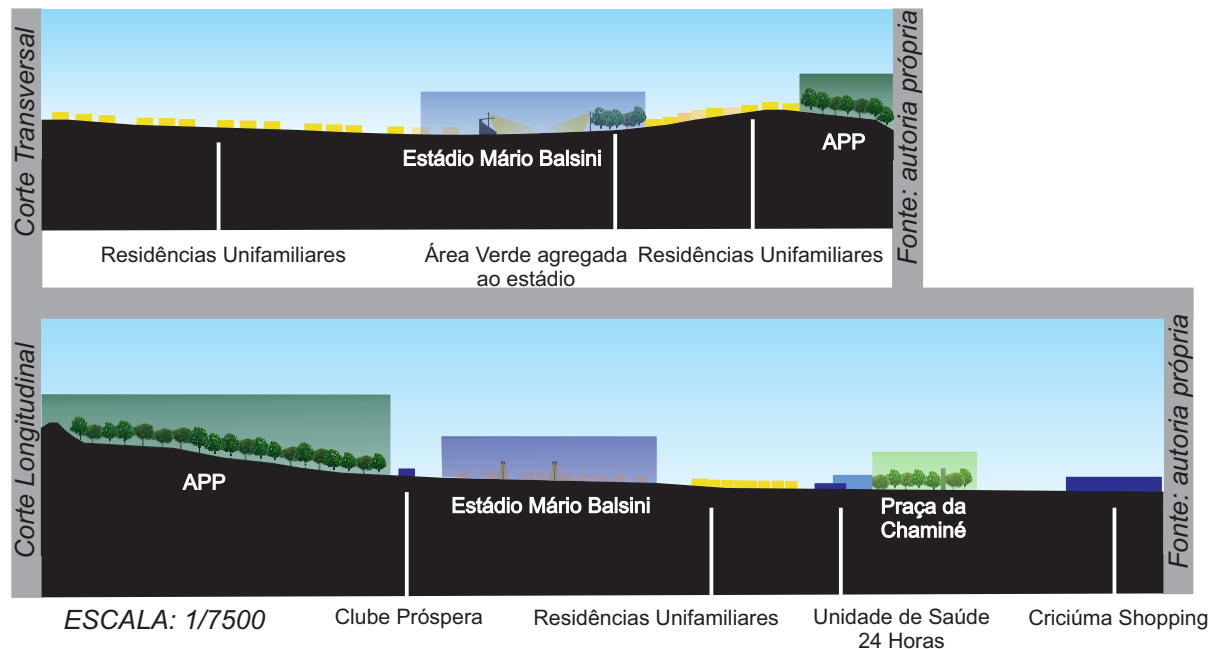 Corte Transversal
Estádio Mário Balsini
APP
Fonte: autoria própria
Residências Unifamiliares
Área Verde agregada
ao estádio
Residências Unifamiliares
Corte Longitudinal
APP
Estádio Mário Balsini
Praça da
Chaminé
Fonte: autoria própria
ESCALA: 1/7500
Clube Próspera
Residências Unifamiliares
Unidade de Saúde
24 Horas
Criciúma Shopping